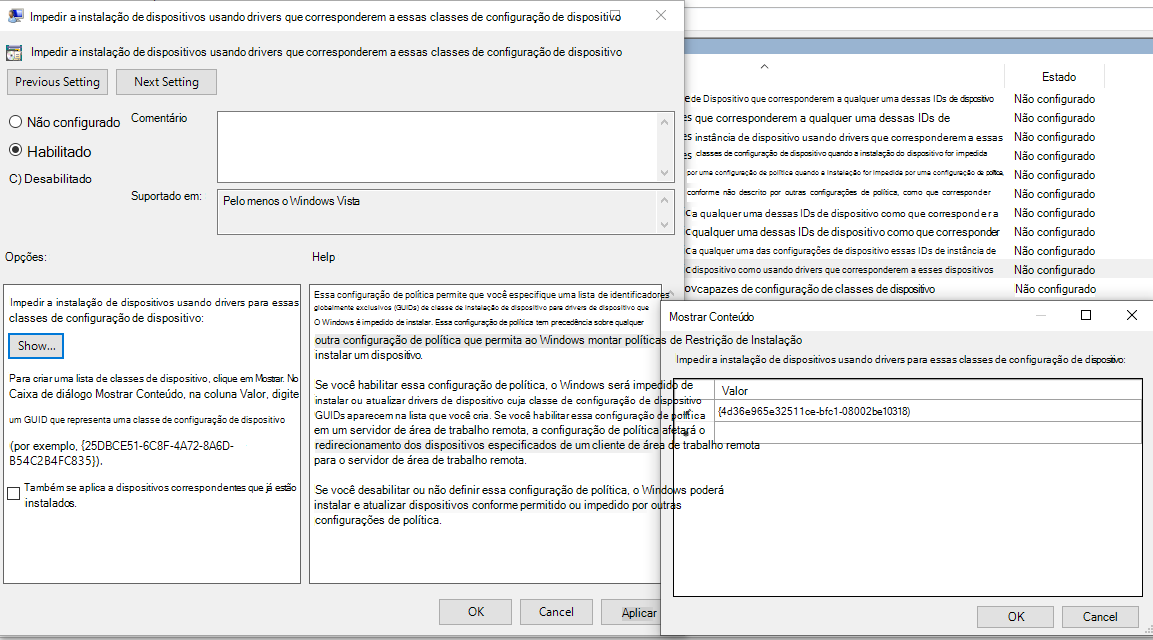 Impedir a instalação de dispositivos usando drivers que corresponderem a essas classes de configuração de dispositivo
Impedir a instalação de dispositivos usando drivers que corresponderem a essas classes de configuração de dispositivo
Previous Setting
Next Setting
Não configurado
Habilitado
C) Desabilitado
Comentário
Suportado em:
Pelo menos o Windows Vista
Opções:
Help
Impedir a instalação de dispositivos usando drivers para essas
classes de configuração de dispositivo:
Show...
Para criar uma lista de classes de dispositivo, clique em Mostrar. No
Caixa de diálogo Mostrar Conteúdo, na coluna Valor, digite
um GUID que representa uma classe de configuração de dispositivo
(por exemplo, {25DBCE51-6C8F-4A72-8A6D-
B54C2B4FC835}).
Também se aplica a dispositivos correspondentes que já estão
instalados.
Essa configuração de política permite que você especifique uma lista de identificadores
globalmente exclusivos (GUIDs) de classe de instalação de dispositivo para drivers de dispositivo que
O Windows é impedido de instalar. Essa configuração de política tem precedência sobre qualquer
outra configuração de política que permita ao Windows montar políticas de Restrição de Instalação
instalar um dispositivo.
Se você habilitar essa configuração de política, o Windows será impedido de
instalar ou atualizar drivers de dispositivo cuja classe de configuração de dispositivo
GUIDs aparecem na lista que você cria. Se você habilitar essa configuração de política
em um servidor de área de trabalho remota, a configuração de política afetará o
redirecionamento dos dispositivos especificados de um cliente de área de trabalho remota
para o servidor de área de trabalho remota.
Se você desabilitar ou não definir essa configuração de política, o Windows poderá
instalar e atualizar dispositivos conforme permitido ou impedido por outras
configurações de política.
OK
Cancel
Aplicar
Estado
de Dispositivo que corresponderem a qualquer uma dessas IDs de dispositivo Não configurado
es que corresponderem a qualquer uma dessas IDs de Não configurado
es instância de dispositivo usando drivers que corresponderem a essas Não configurado
es classes de configuração de dispositivo quando a instalação do dispositivo for impedida Não configurado
por uma configuração de política quando a instalação for impedida por uma configuração de política, Não configurado
conforme não descrito por outras configurações de política, como que corresponder Não configurado
a qualquer uma dessas IDs de dispositivo como que corresponder a Não configurado
qualquer uma dessas IDs de dispositivo como que corresponder Não configurado
a qualquer uma das configurações de dispositivo essas IDs de instância de Não configurado
dispositivo como usando drivers que corresponderem a esses dispositivos Não configurado
ov capazes de configuração de classes de dispositivo Não configurado
Mostrar Conteúdo
Impedir a instalação de dispositivos usando drivers para essas classes de configuração de dispositivo:
Valor
{4d36e965e32511ce-bfc1-08002be10318)
OK
Cancel